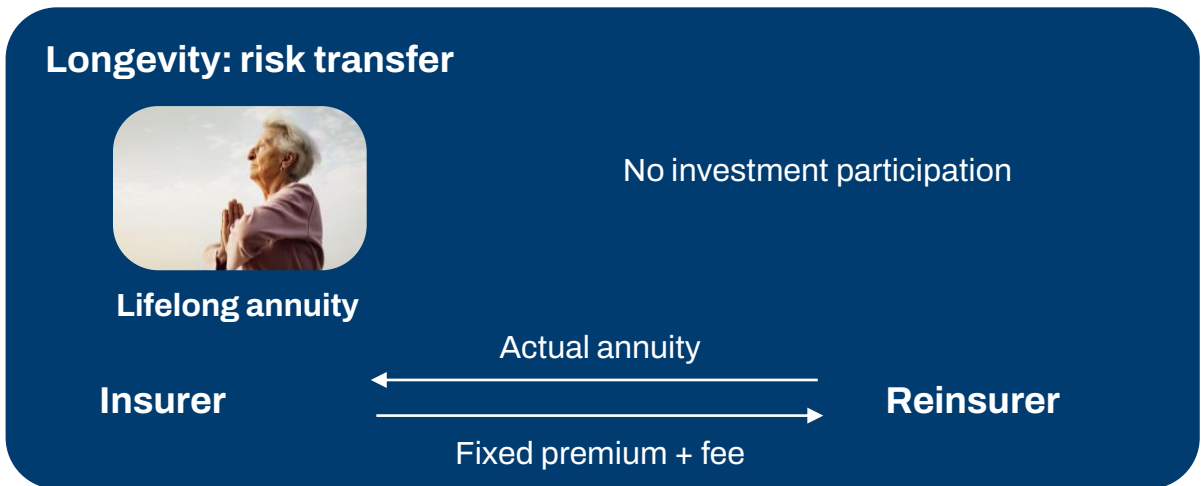 Longevity: risk transfer
No investment participation
Lifelong annuity
Actual annuity
Insurer
Reinsurer
Fixed premium + fee